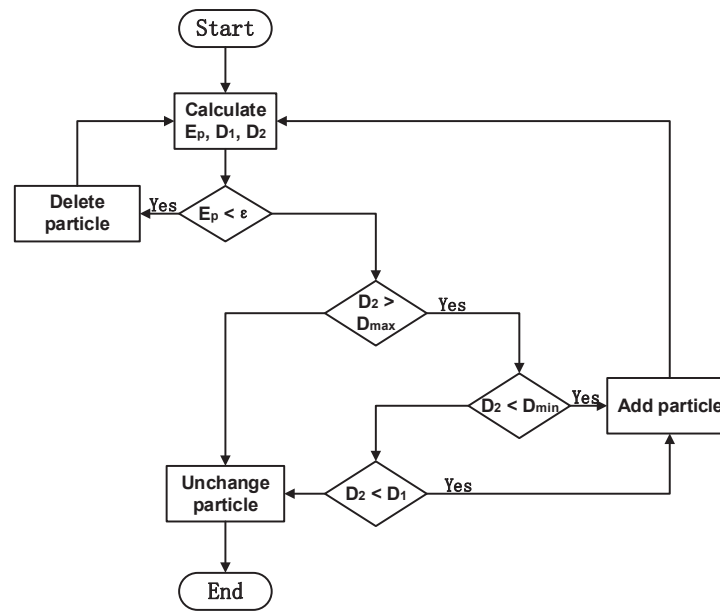 Start
Calculate
Ep, D1, D2
Delete
particle
Yes
Ep < ε
D2 >
Dmax
Yes
D2 < Dmin
Yes
Add particle
Unchange
particle
D2 < D1
Yes
End